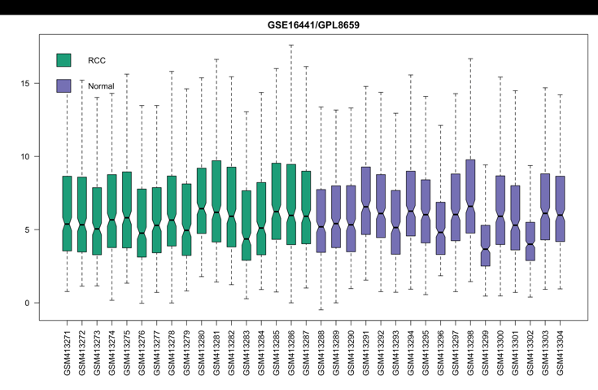 GSE16441/GPL8659
RCC
Normal
15
10
5
0
GSM413271
GSM413272
GSM413273
GSM413274
GSM413275
GSM413276
GSM413277
GSM413278
GSM413279
GSM413280
GSM413281
GSM413282
GSM413283
GSM413284
GSM413285
GSM413286
GSM413287
GSM413288
GSM413289
GSM413290
GSM413291
GSM413292
GSM413293
GSM413294
GSM413295
GSM413296
GSM413297
GSM413298
GSM413299
GSM413300
GSM413301
GSM413302
GSM413303
GSM413304